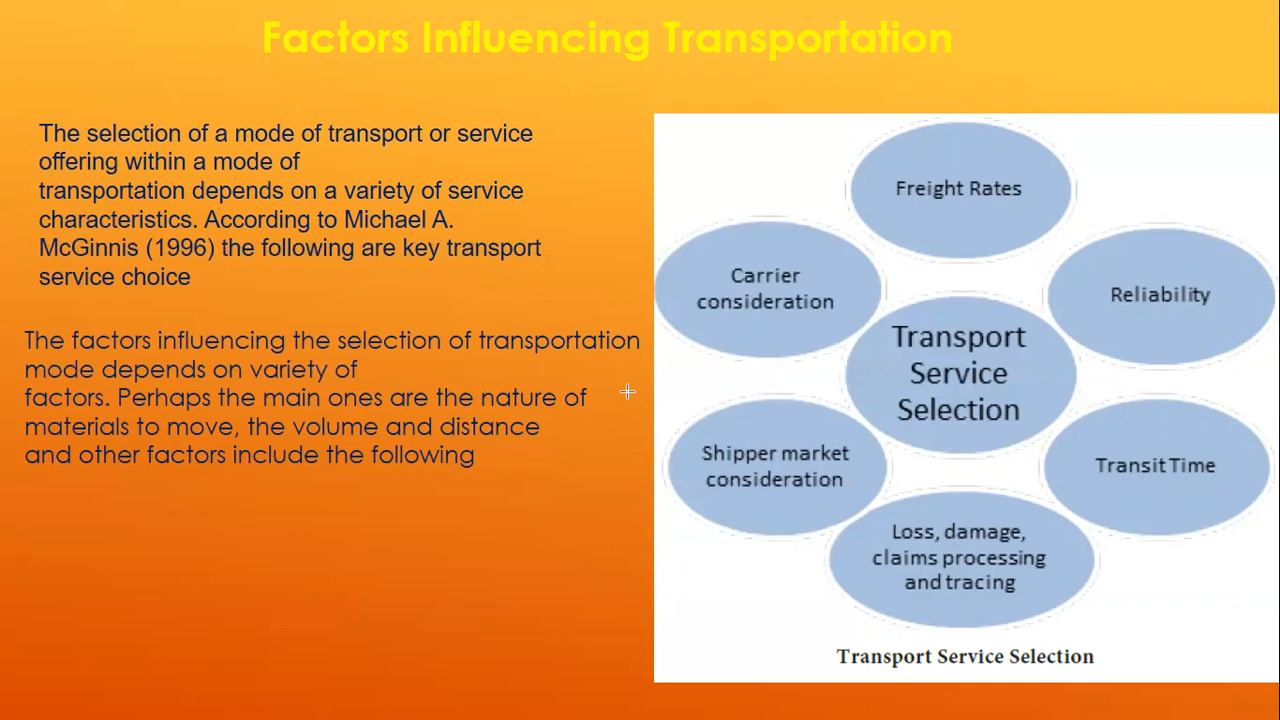 Factors Influencing Transportation
The selection of a mode of transport or service
offering within a mode of
transportation depends on a variety of service
characteristics. According to Michael A.
McGinnis (1996) the following are key transport
service choice
The factors influencing the selection of transportation
mode depends on variety of
factors. Perhaps the main ones are the nature of
materials to move, the volume and distance
and other factors include the following
Freight Rates
Carrier
consideration
Reliability
Transport
Service
Selection
Shipper market
consideration
Transit Time
Loss, damage,
claims processing
and tracing
Transport Service Selection